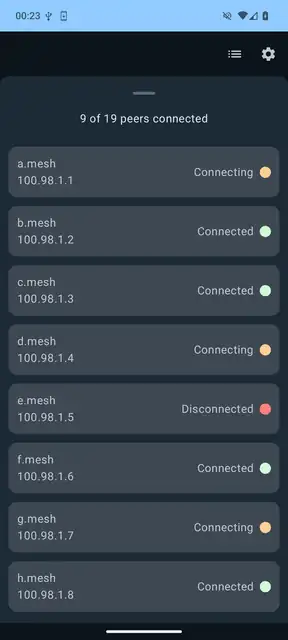 00:23
9 of 19 peers connected
a.mesh
100.98.1.1
Connecting
b.mesh
100.98.1.2
Connected
c.mesh
100.98.1.3
Connected
d.mesh
100.98.1.4
Connecting
e.mesh
100.98.1.5
Disconnected
f.mesh
100.98.1.6
Connected
g.mesh
100.98.1.7
Connecting
h.mesh
100.98.1.8
Connected